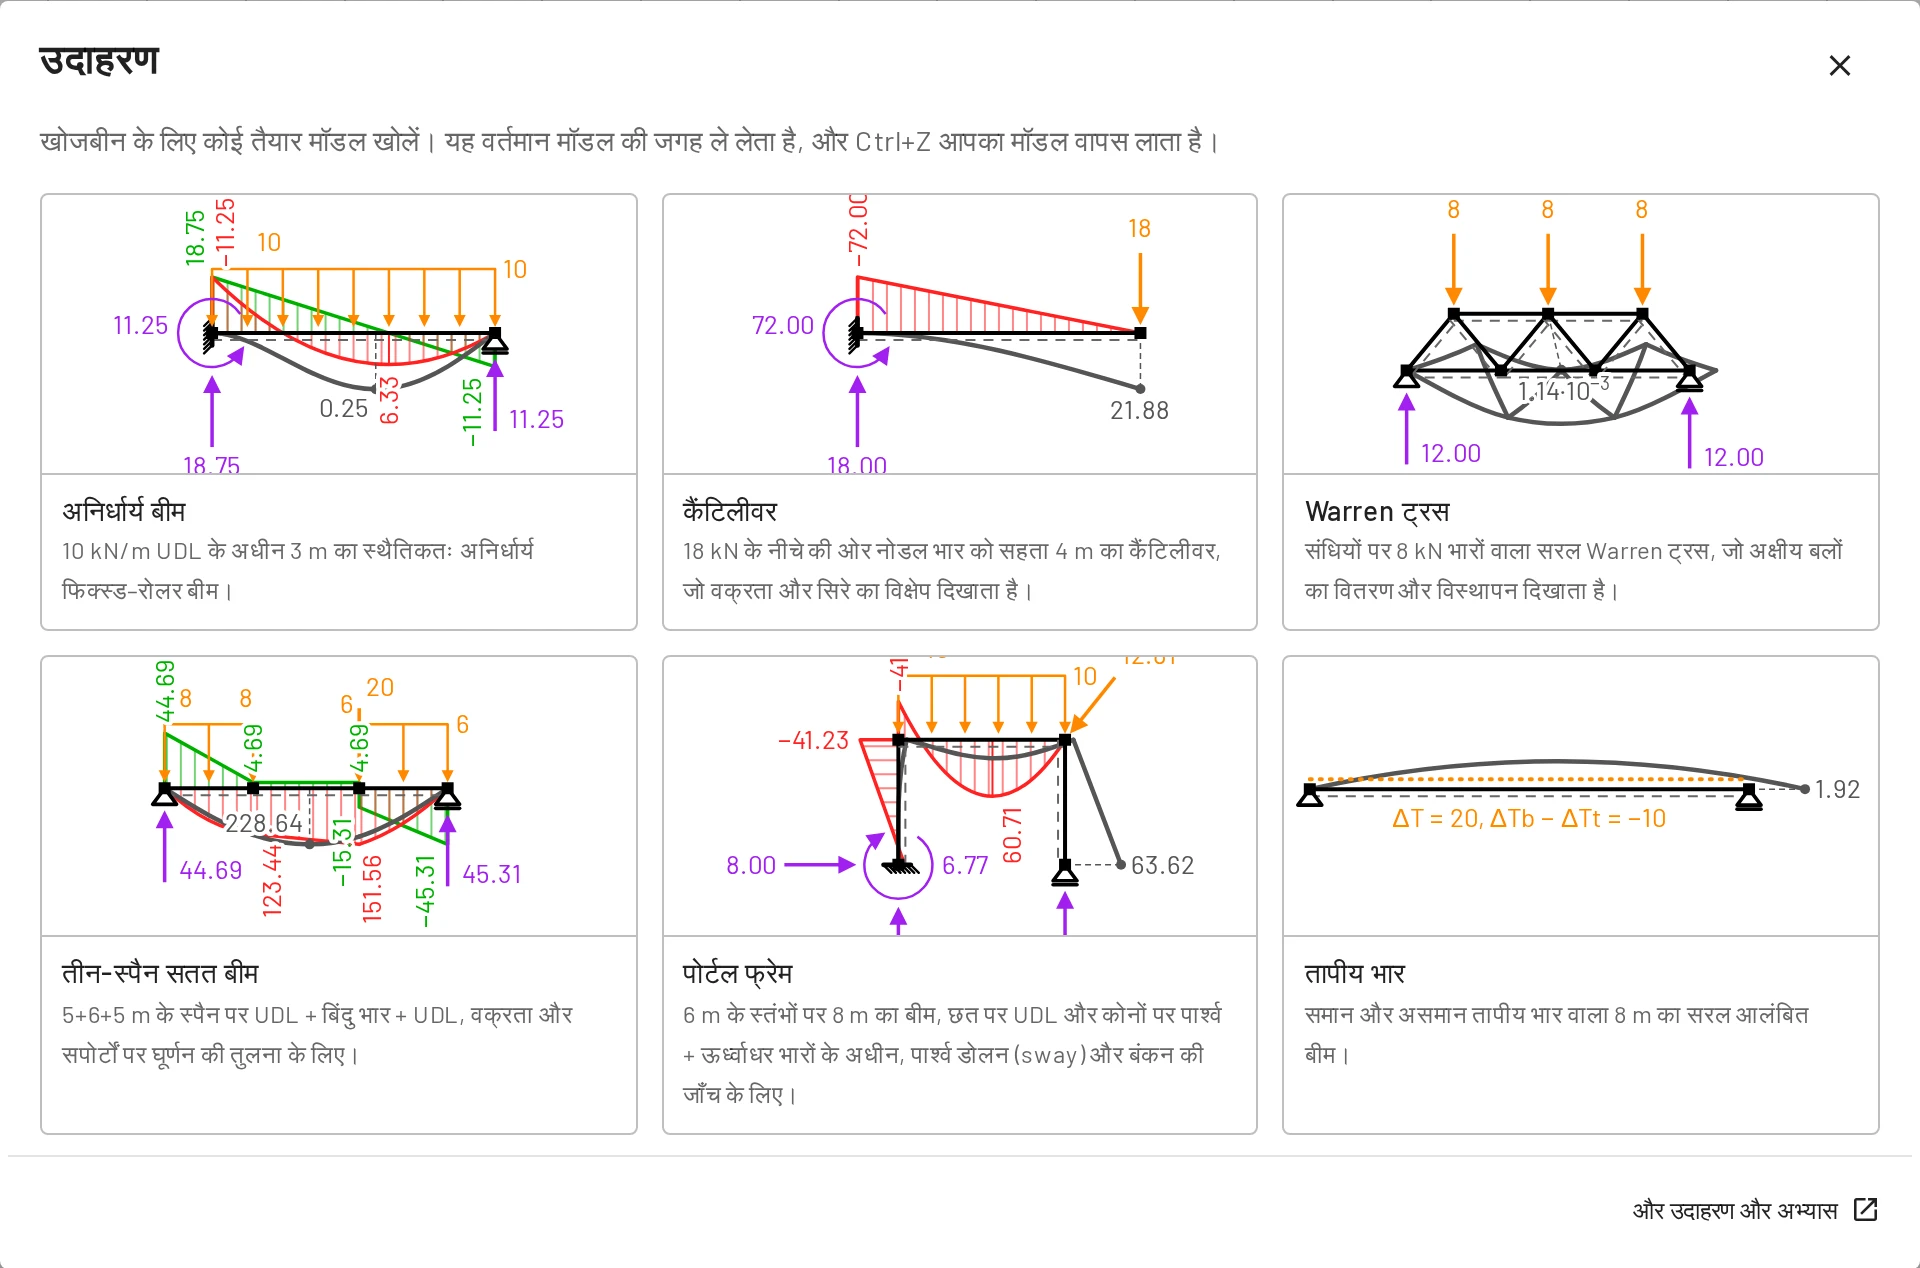 उदाहरण
खोजबीन के लिए कोई तैयार मॉडल खोलें। यह वर्तमान मॉडल की जगह ले लेता है, और Ctrl+Z आपका मॉडल वापस लाता है।
18.75
−11.25
10
10
11.25
0.25
6.33
−11.25
11.25
18.75
अनिर्धार्य बीम
10 kN/m UDL के अधीन 3 m का स्थैतिकतः अनिर्धार्य
फिक्स्ड-रोलर बीम।
−72.00
18
72.00
21.88
18.00
कैंटिलीवर
18 kN के नीचे की ओर नोडल भार को सहता 4 m का कैंटिलीवर,
जो वक्रता और सिरे का विक्षेप दिखाता है।
8
8
8
1.14·10⁻³
12.00
12.00
Warren ट्रस
संधियों पर 8 kN भारों वाला सरल Warren ट्रस, जो अक्षीय बलों
का वितरण और विस्थापन दिखाता है।
44.69
8
8
4.69
6
20
4.69
6
228.64
44.69
123.44
−15.31
151.56
−45.31
45.31
तीन-स्पैन सतत बीम
5+6+5 m के स्पैन पर UDL + बिंदु भार + UDL, वक्रता और
सपोर्टों पर घूर्णन की तुलना के लिए।
10
−41.23
60.71
8.00
6.77
63.62
पोर्टल फ्रेम
6 m के स्तंभों पर 8 m का बीम, छत पर UDL और कोनों पर पार्श्व
+ ऊर्ध्वाधर भारों के अधीन, पार्श्व डोलन (sway) और बंकन की
जाँच के लिए।
1.92
ΔT = 20, ΔTb − ΔTt = −10
तापीय भार
समान और असमान तापीय भार वाला 8 m का सरल आलंबित
बीम।
और उदाहरण और अभ्यास